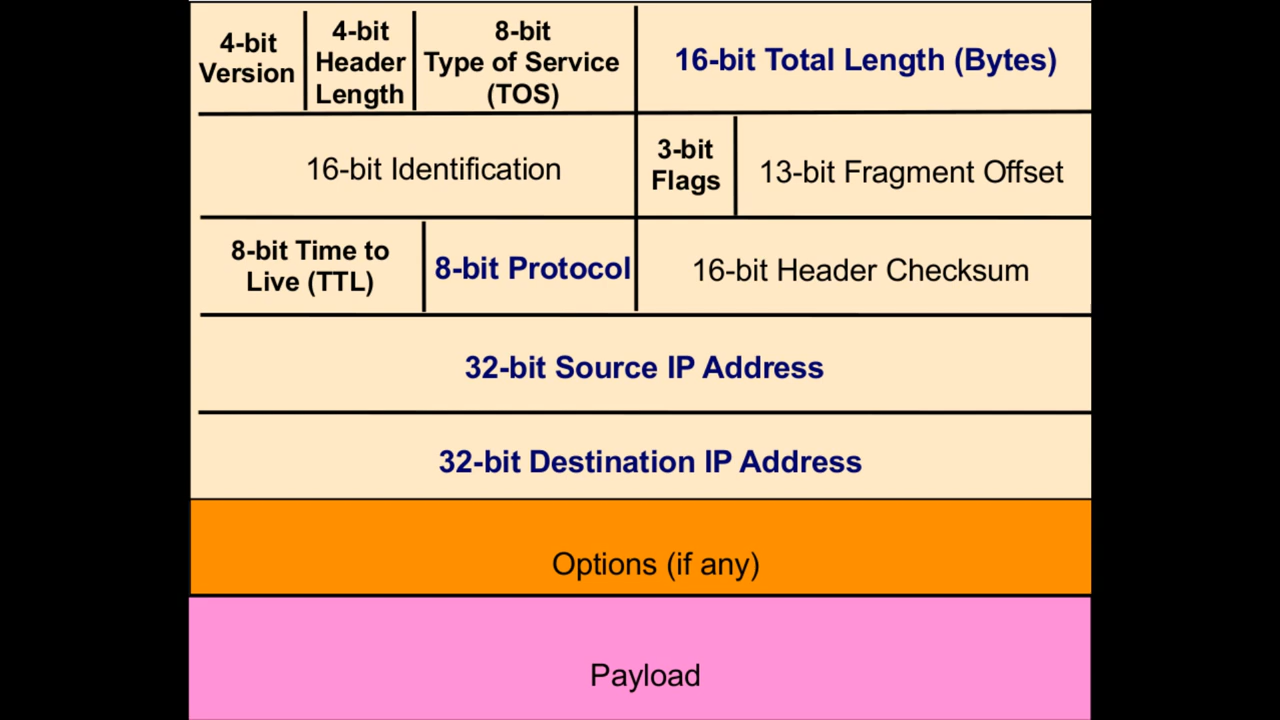 4-bit
Version
4-bit
Header
Length
8-bit
Type of Service
(TOS)
16-bit Total Length (Bytes)
16-bit Identification
3-bit
Flags
13-bit Fragment Offset
8-bit Time to
Live (TTL)
8-bit Protocol
16-bit Header Checksum
32-bit Source IP Address
32-bit Destination IP Address
Options (if any)
Payload